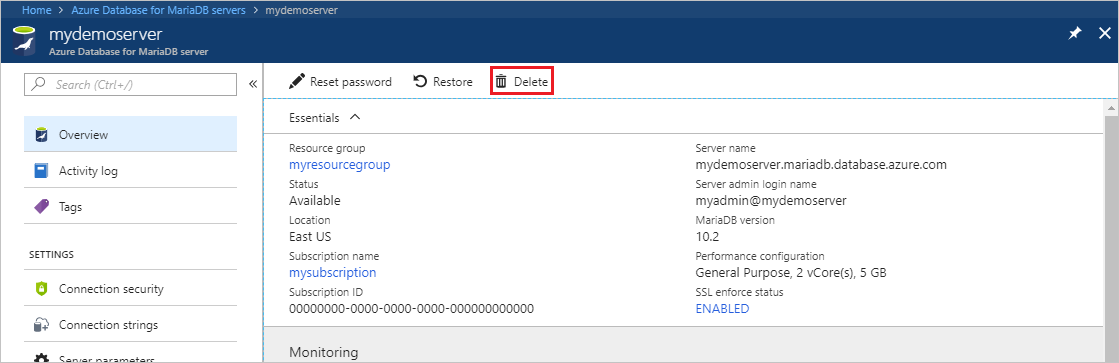 Home > Azure Database for MariaDB servers > mydemoserver
mydemoserver
Azure Database for MariaDB server
Search (Ctrl+/)
«
Overview
Activity log
Tags
SETTINGS
Connection security
Connection strings
Server parameters
Reset password Restore Delete
Essentials
Resource group
myresourcegroup
Status
Available
Location
East US
Subscription name
mysubscription
Subscription ID
00000000-0000-0000-0000-000000000000
Server name
mydemoserver.mariadb.database.azure.com
Server admin login name
myadmin@mydemoserver
MariaDB version
10.2
Performance configuration
General Purpose, 2 vCore(s), 5 GB
SSL enforce status
ENABLED
Monitoring